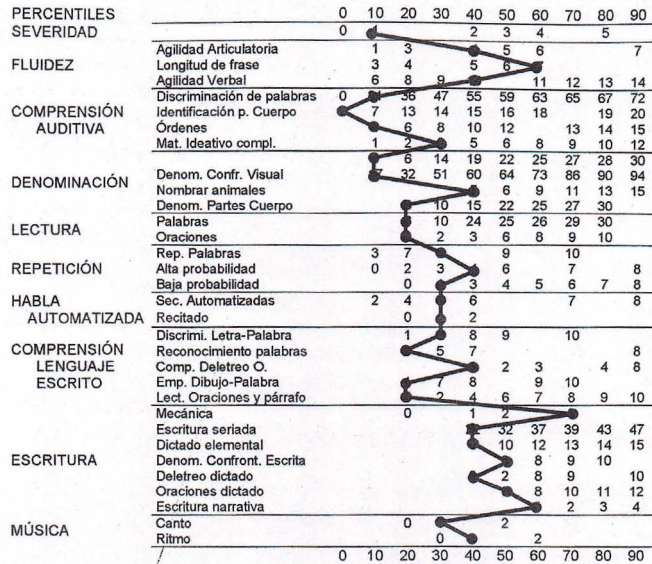 PERCENTILES 0 10 20 30 40 50 60 70 80 90
SEVERIDAD 0 2 3 4 5
FLUIDEZ
Agilidad Articulatoria 1 3 5 6 7
Longitud de frase 3 4 5 6
Agilidad Verbal 6 8 9 11 12 13 14
COMPRENSIÓN AUDITIVA
Discriminación de palabras 0 36 47 55 59 63 65 67 72
Identificación p. Cuerpo 7 13 14 15 16 18 19 20
Órdenes 6 8 10 12 13 14 15
Mat. Ideativo compl. 1 2 5 6 8 9 10 12
6 14 19 22 25 27 28 30
DENOMINACIÓN
Denom. Confr. Visual 32 51 60 64 73 86 90 94
Nombrar animales 6 9 11 13 15
Denom. Partes Cuerpo 10 15 22 25 27 30
LECTURA
Palabras 10 24 25 26 29 30
Oraciones 2 3 6 8 9 10
REPETICIÓN
Rep. Palabras 3 7 9 10
Alta probabilidad 0 2 3 6 7 8
Baja probabilidad 0 3 4 5 6 7 8
HABLA AUTOMATIZADA
Sec. Automatizadas 2 4 6 7 8
Recitado 0 2
COMPRENSIÓN LENGUAJE ESCRITO
Discrimi. Letra-Palabra 1 8 9 10
Reconocimiento palabras 5 7 8
Comp. Deletreo O. 2 3 4 8
Emp. Dibujo-Palabra 7 8 9 10
Lect. Oraciones y párrafo 2 4 6 7 8 9 10
ESCRITURA
Mecánica 0 1 2
Escritura seriada 32 37 39 43 47
Dictado elemental 10 12 13 14 15
Denom. Confront. Escrita 8 9 10
Deletreo dictado 2 8 9 10
Oraciones dictado 8 10 11 12
Escritura narrativa 2 3 4
MÚSICA
Canto 0 2
Ritmo 0 2
0 10 20 30 40 50 60 70 80 90